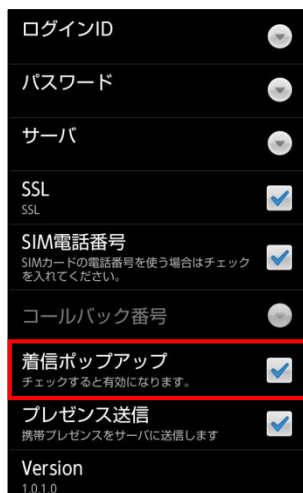 ログインID
パスワード
サーバ
SSL
SSL
SIM電話番号
SIMカードの電話番号を使う場合はチェック
を入れてください。
コールバック番号
着信ポップアップ
チェックすると有効になります。
プレゼンス送信
携帯プレゼンスをサーバに送信します
Version
1.0.1.0